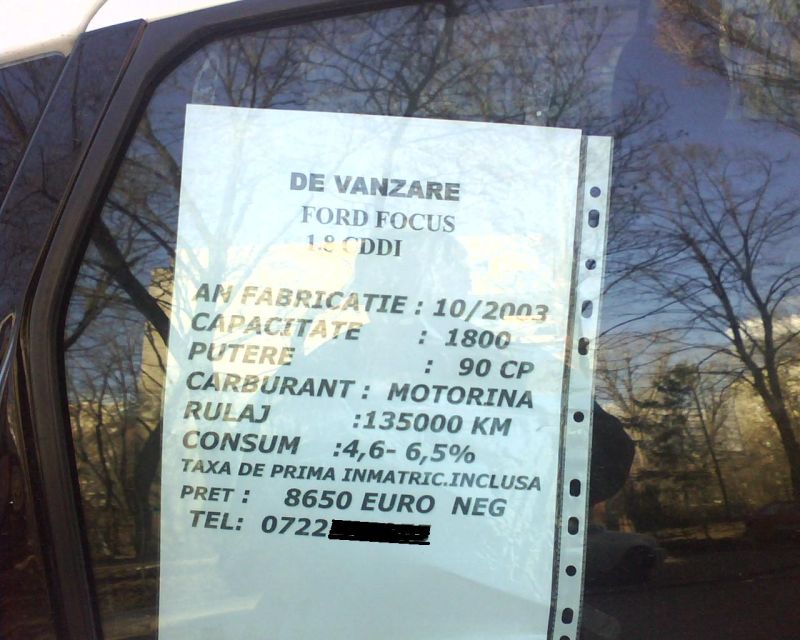 DE VANZARE
FORD FOCUS
1.8 CDDI
AN FABRICATIE : 10/2003
CAPACITATE : 1800
PUTERE : 90 CP
CARBURANT : MOTORINA
RULAJ :135000 KM
CONSUM :4,6- 6,5%
TAXA DE PRIMA INMATRIC.INCLUSA
PRET : 8650 EURO NEG
TEL: 0722